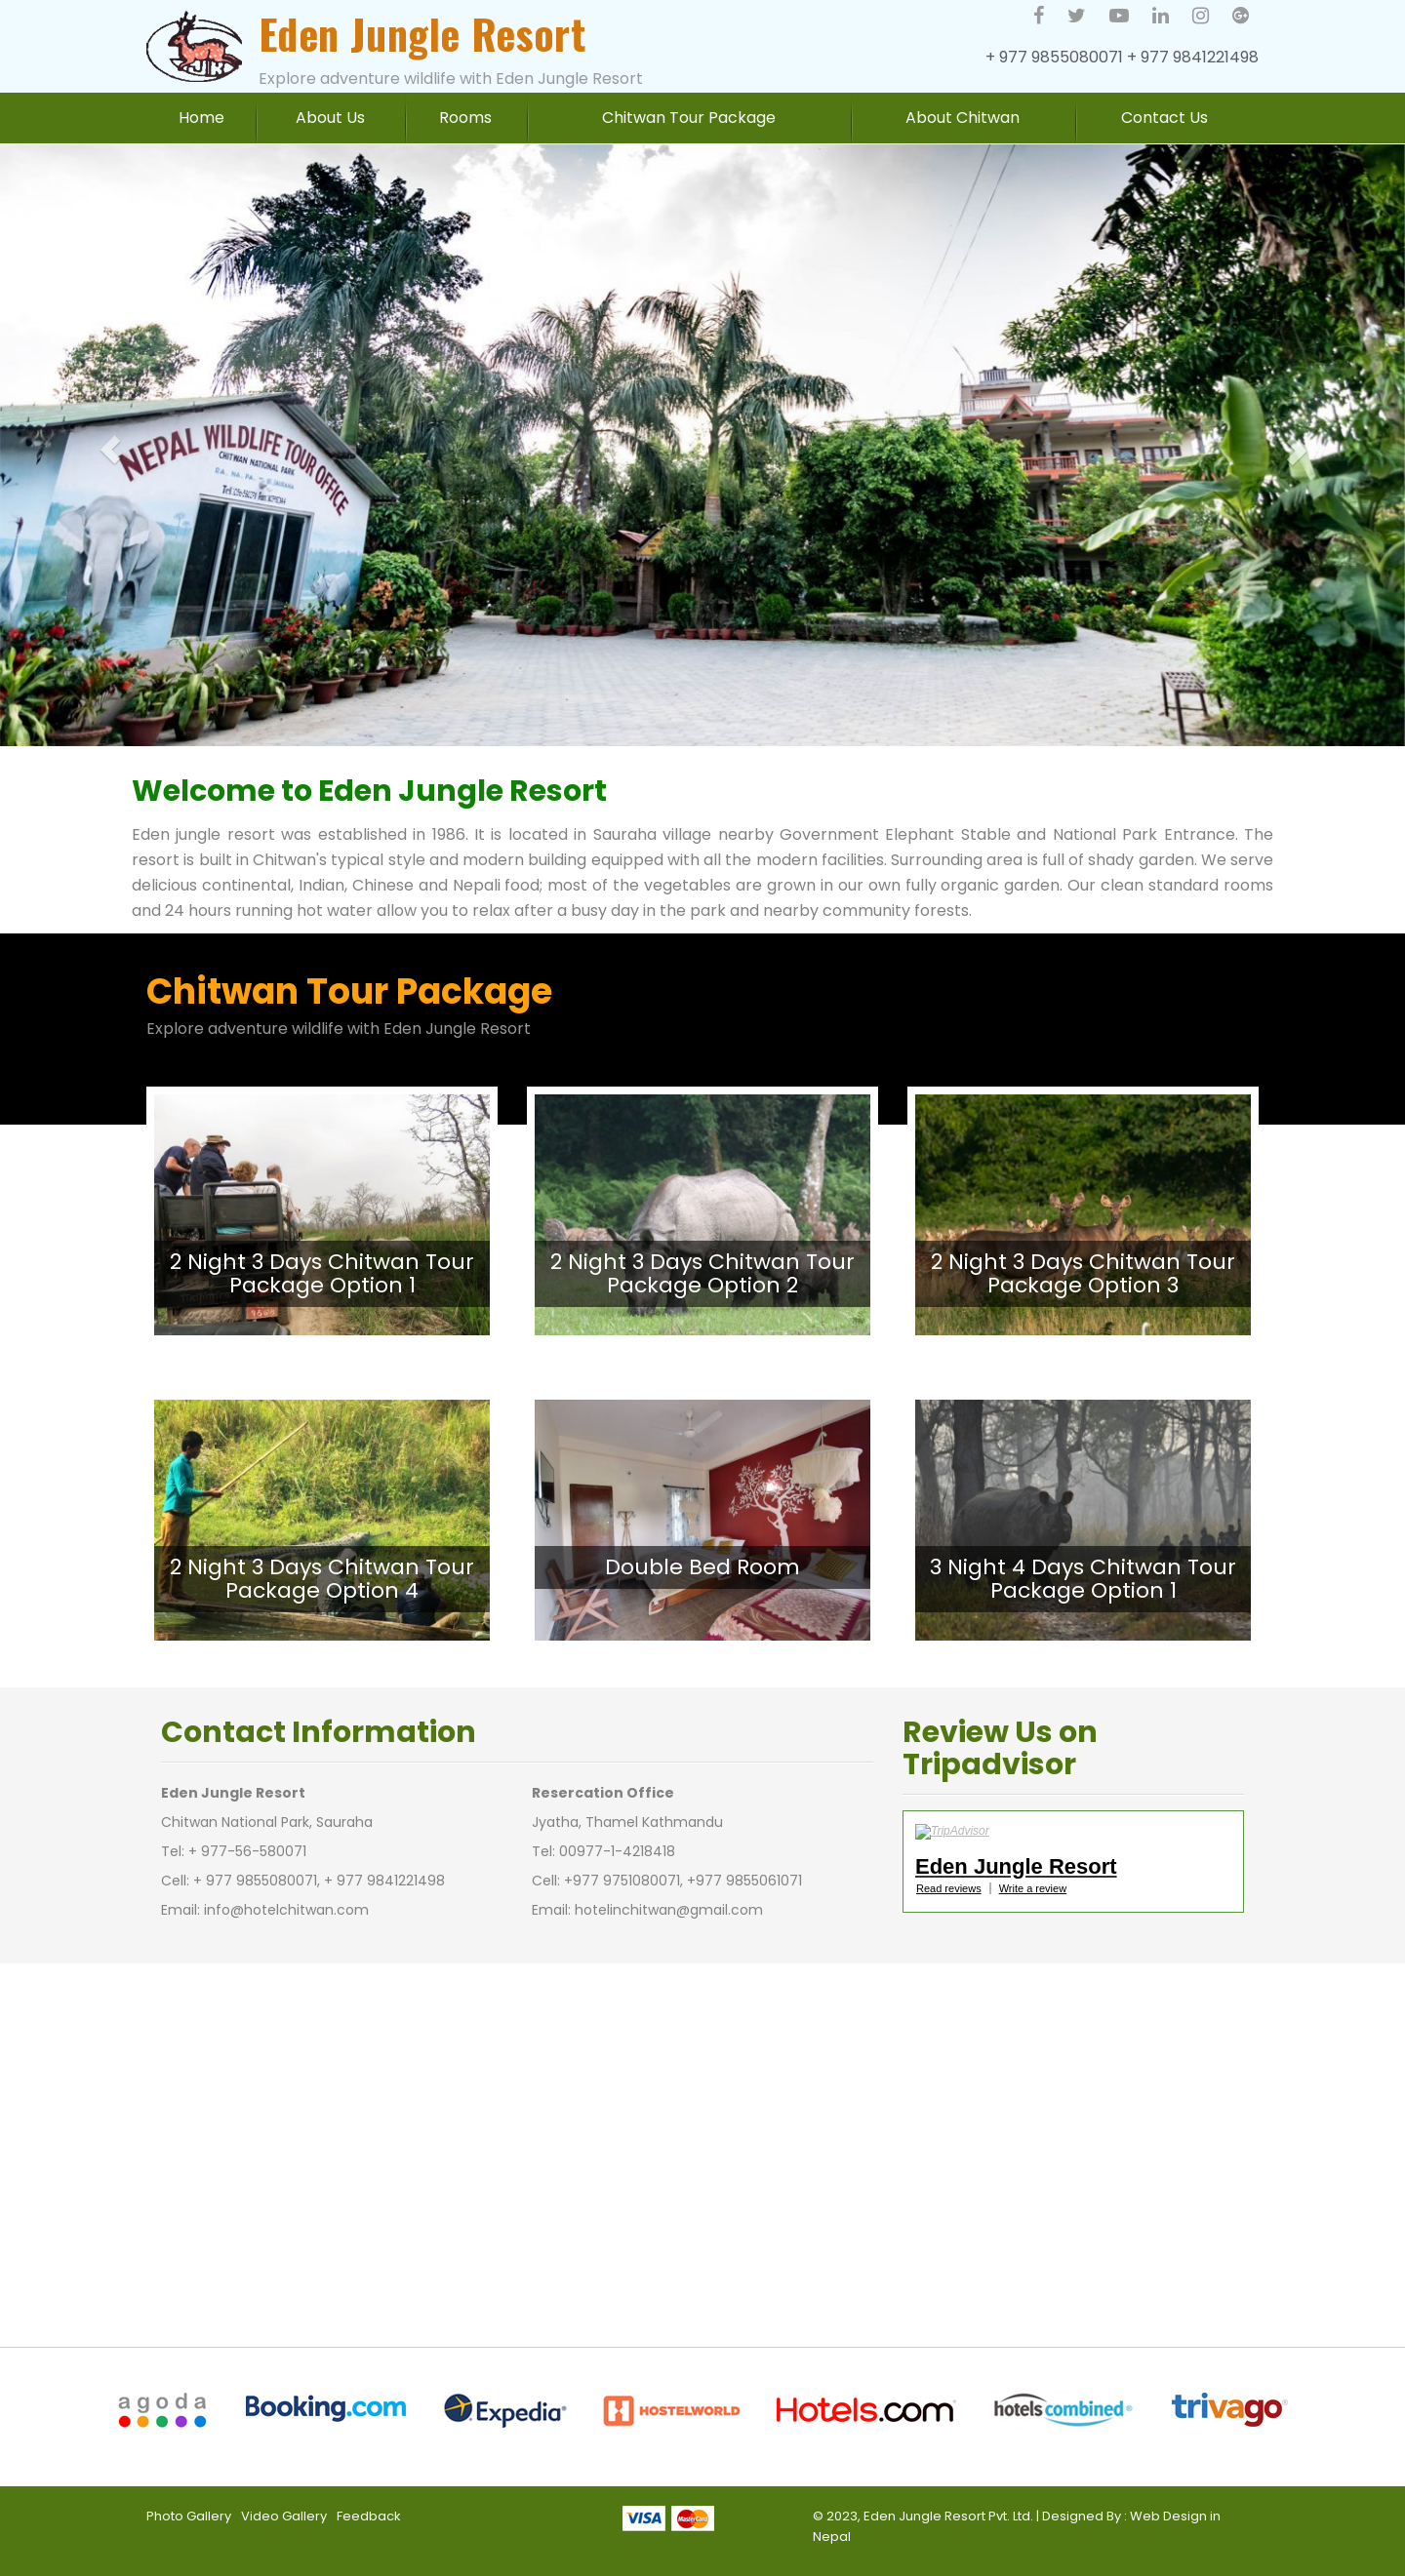 JR
Eden Jungle Resort
Explore adventure wildlife with Eden Jungle Resort
+ 977 9855080071 + 977 9841221498
Home
About Us
Rooms
Chitwan Tour Package
About Chitwan
Contact Us
NEPAL WILDLIFE TOUR OFFICE
CHITWAN NATIONAL PARK
Welcome to Eden Jungle Resort
Eden jungle resort was established in 1986. It is located in Sauraha village nearby Government Elephant Stable and National Park Entrance. The
resort is built in Chitwan's typical style and modern building equipped with all the modern facilities. Surrounding area is full of shady garden. We serve
delicious continental, Indian, Chinese and Nepali food; most of the vegetables are grown in our own fully organic garden. Our clean standard rooms
and 24 hours running hot water allow you to relax after a busy day in the park and nearby community forests.
Chitwan Tour Package
Explore adventure wildlife with Eden Jungle Resort
2 Night 3 Days Chitwan Tour
Package Option 1
2 Night 3 Days Chitwan Tour
Package Option 2
2 Night 3 Days Chitwan Tour
Package Option 3
2 Night 3 Days Chitwan Tour
Package Option 4
Double Bed Room
3 Night 4 Days Chitwan Tour
Package Option 1
Contact Information
Eden Jungle Resort
Chitwan National Park, Sauraha
Tel: + 977-56-580071
Cell: + 977 9855080071, + 977 9841221498
Email: info@hotelchitwan.com
Resercation Office
Jyatha, Thamel Kathmandu
Tel: 00977-1-4218418
Cell: +977 9751080071, +977 9855061071
Email: hotelinchitwan@gmail.com
Review Us on
Tripadvisor
TripAdvisor
Eden Jungle Resort
Read reviews | Write a review
agoda
Booking.com
Expedia®
HOSTELWORLD
Hotels.com
hotelscombined®
trivago®
Photo Gallery Video Gallery Feedback
VISA
MasterCard
© 2023, Eden Jungle Resort Pvt. Ltd. | Designed By : Web Design in
Nepal